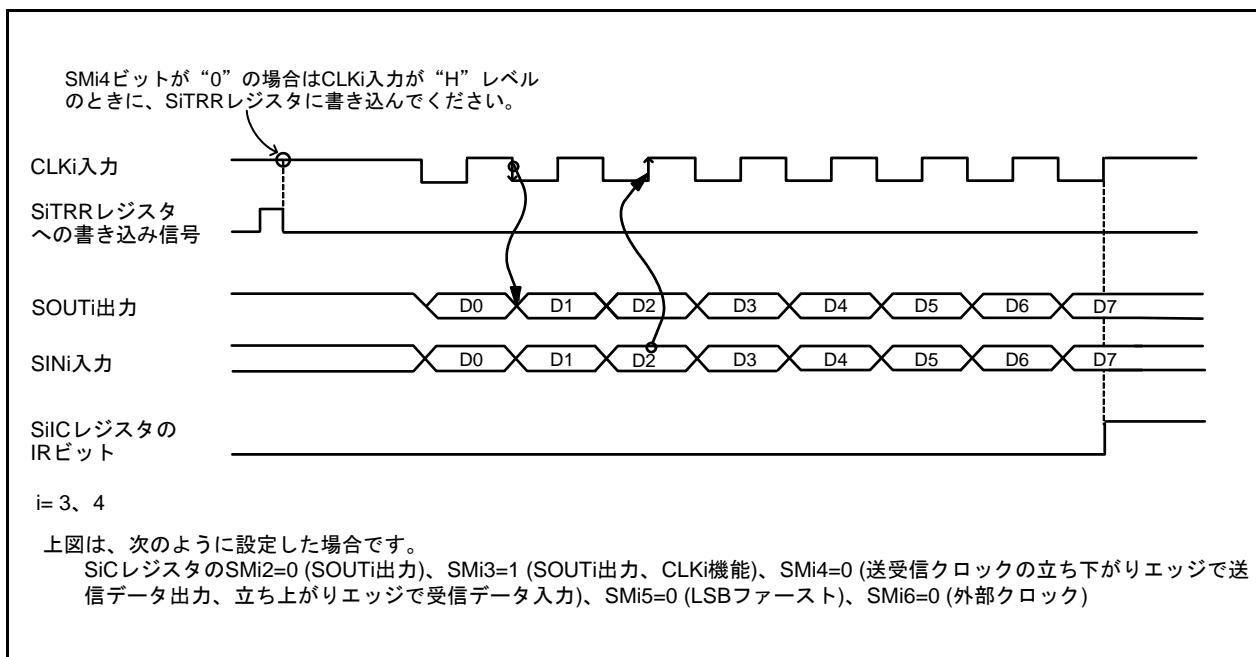 SMi4ビットが“0”の場合はCLKi入力が“H”レベル
のときに、SiTRRレジスタに書き込んでください。
CLKi入力
SiTRRレジスタ
への書き込み信号
SOUTi出力
D0 D1 D2 D3 D4 D5 D6 D7
SINi入力
D0 D1 D2 D3 D4 D5 D6 D7
SiICレジスタの
IRビット
i= 3、4
上図は、次のように設定した場合です。
SiCレジスタのSMi2=0 (SOUTi出力)、SMi3=1 (SOUTi出力、CLKi機能)、SMi4=0 (送受信クロックの立ち下がりエッジで送
信データ出力、立ち上がりエッジで受信データ入力)、SMi5=0 (LSBファースト)、SMi6=0 (外部クロック)